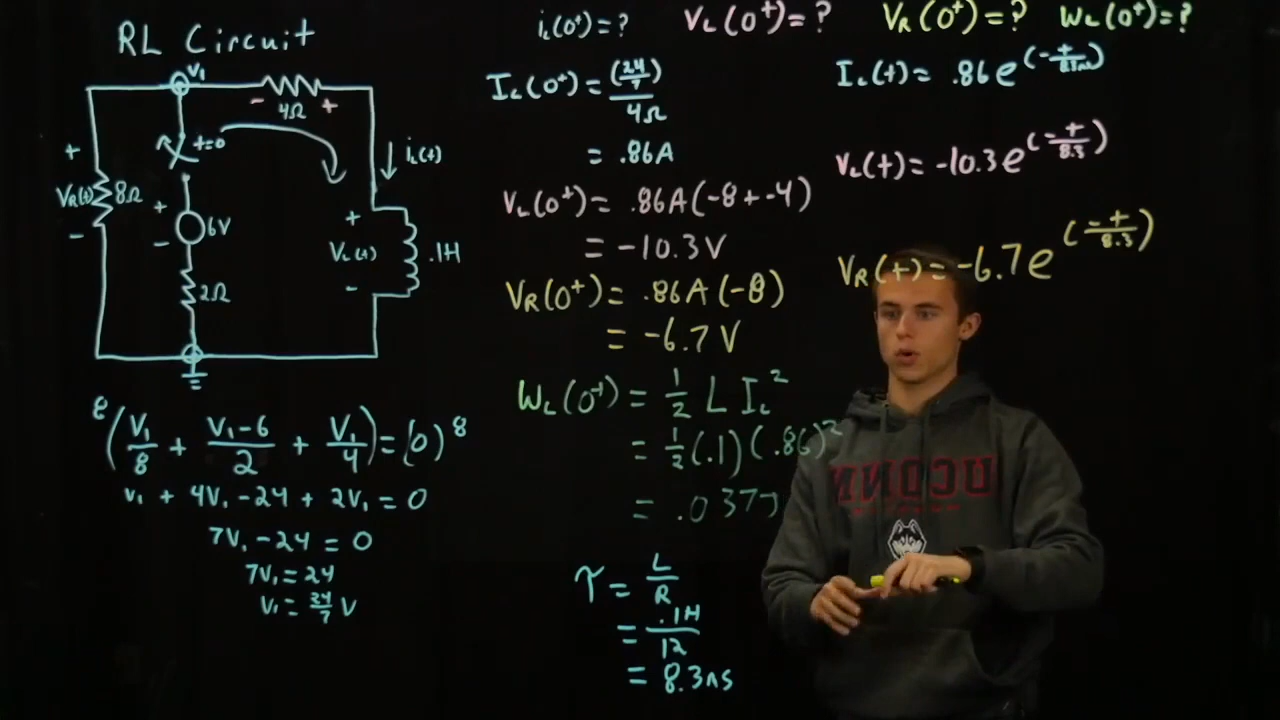 RL Circuit
V₁
4Ω
- +
t=0
i_L(t)
+
V_R(t) 8Ω
-
+
6V
-
2Ω
+
V_L(t) .1H
-
8(V₁/8 + (V₁-6)/2 + V₁/4) = (0)8
V₁ + 4V₁ - 24 + 2V₁ = 0
7V₁ - 24 = 0
7V₁ = 24
V₁ = 24/7 V
i_L(0⁺) = ? V_L(0⁺) = ? V_R(0⁺) = ? W_L(0⁺) = ?
I_L(0⁺) = (24/7)/4Ω
= .86A
V_L(0⁺) = .86A(-8+-4)
= -10.3V
V_R(0⁺) = .86A(-8)
= -6.7V
W_L(0⁺) = 1/2 L I_L²
= 1/2(.1)(.86)²
= .037J
τ = L/R
= .1H/12
= 8.3ms
I_L(t) = .86e^(-t/8.3ms)
V_L(t) = -10.3e^(-t/8.3)
V_R(t) = -6.7e^(-t/8.3)
UCONN